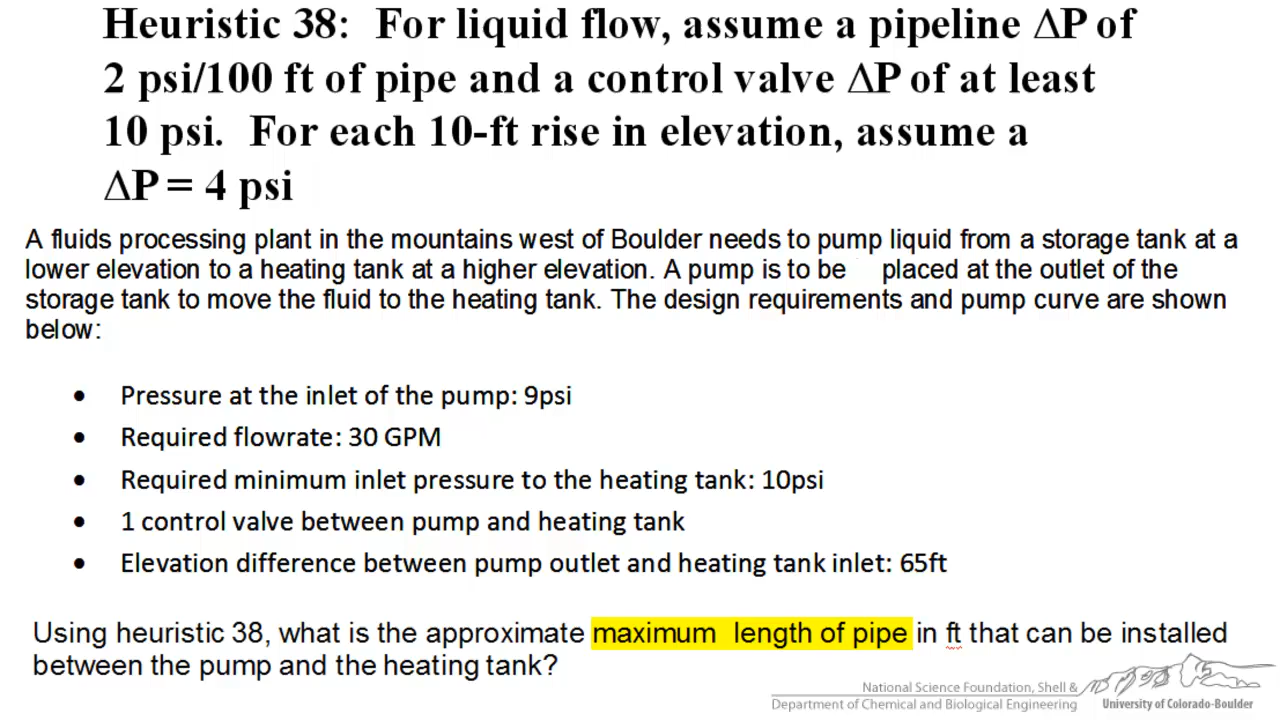 Heuristic 38:  For liquid flow, assume a pipeline ΔP of
2 psi/100 ft of pipe and a control valve ΔP of at least
10 psi.  For each 10-ft rise in elevation, assume a
ΔP = 4 psi
A fluids processing plant in the mountains west of Boulder needs to pump liquid from a storage tank at a
lower elevation to a heating tank at a higher elevation. A pump is to be placed at the outlet of the
storage tank to move the fluid to the heating tank. The design requirements and pump curve are shown
below:
• Pressure at the inlet of the pump: 9psi
• Required flowrate: 30 GPM
• Required minimum inlet pressure to the heating tank: 10psi
• 1 control valve between pump and heating tank
• Elevation difference between pump outlet and heating tank inlet: 65ft
Using heuristic 38, what is the approximate maximum length of pipe in ft that can be installed
between the pump and the heating tank?
National Science Foundation, Shell &
Department of Chemical and Biological Engineering
University of Colorado-Boulder